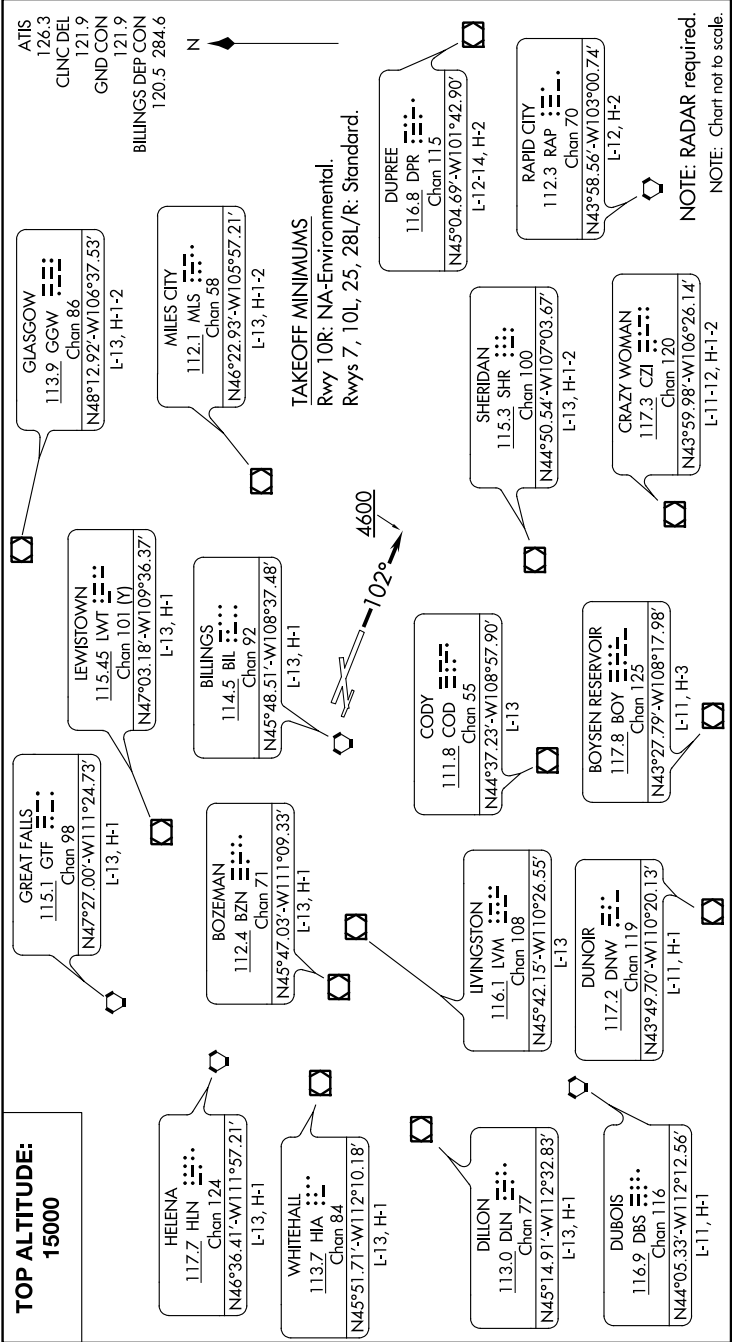 TOP ALTITUDE:
15000
ATIS
126.3
CLNC DEL
121.9
GND CON
121.9
BILLINGS DEP CON
120.5 284.6
N
GREAT FALLS
115.1 GTF
Chan 98
N47°27.00′-W111°24.73′
L-13, H-1
GLASGOW
113.9 GGW
Chan 86
N48°12.92′-W106°37.53′
L-13, H-1-2
LEWISTOWN
115.45 LWT
Chan 101 (Y)
N47°03.18′-W109°36.37′
L-13, H-1
HELENA
117.7 HLN
Chan 124
N46°36.41′-W111°57.21′
L-13, H-1
MILES CITY
112.1 MLS
Chan 58
N46°22.93′-W105°57.21′
L-13, H-1-2
BILLINGS
114.5 BIL
Chan 92
N45°48.51′-W108°37.48′
L-13, H-1
BOZEMAN
112.4 BZN
Chan 71
N45°47.03′-W111°09.33′
L-13, H-1
WHITEHALL
113.7 HIA
Chan 84
N45°51.71′-W112°10.18′
L-13, H-1
TAKEOFF MINIMUMS
Rwy 10R: NA-Environmental.
Rwys 7, 10L, 25, 28L/R: Standard.
4600
102°
DUPREE
116.8 DPR
Chan 115
N45°04.69′-W101°42.90′
L-12-14, H-2
CODY
111.8 COD
Chan 55
N44°37.23′-W108°57.90′
L-13
SHERIDAN
115.3 SHR
Chan 100
N44°50.54′-W107°03.67′
L-13, H-1-2
LIVINGSTON
116.1 LVM
Chan 108
N45°42.15′-W110°26.55′
L-13
DILLON
113.0 DLN
Chan 77
N45°14.91′-W112°32.83′
L-13, H-1
RAPID CITY
112.3 RAP
Chan 70
N43°58.56′-W103°00.74′
L-12, H-2
DUNOIR
117.2 DNW
Chan 119
N43°49.70′-W110°20.13′
L-11, H-1
BOYSEN RESERVOIR
117.8 BOY
Chan 125
N43°27.79′-W108°17.98′
L-11, H-3
CRAZY WOMAN
117.3 CZI
Chan 120
N43°59.98′-W106°26.14′
L-11-12, H-1-2
DUBOIS
116.9 DBS
Chan 116
N44°05.33′-W112°12.56′
L-11, H-1
NOTE: RADAR required.
NOTE: Chart not to scale.